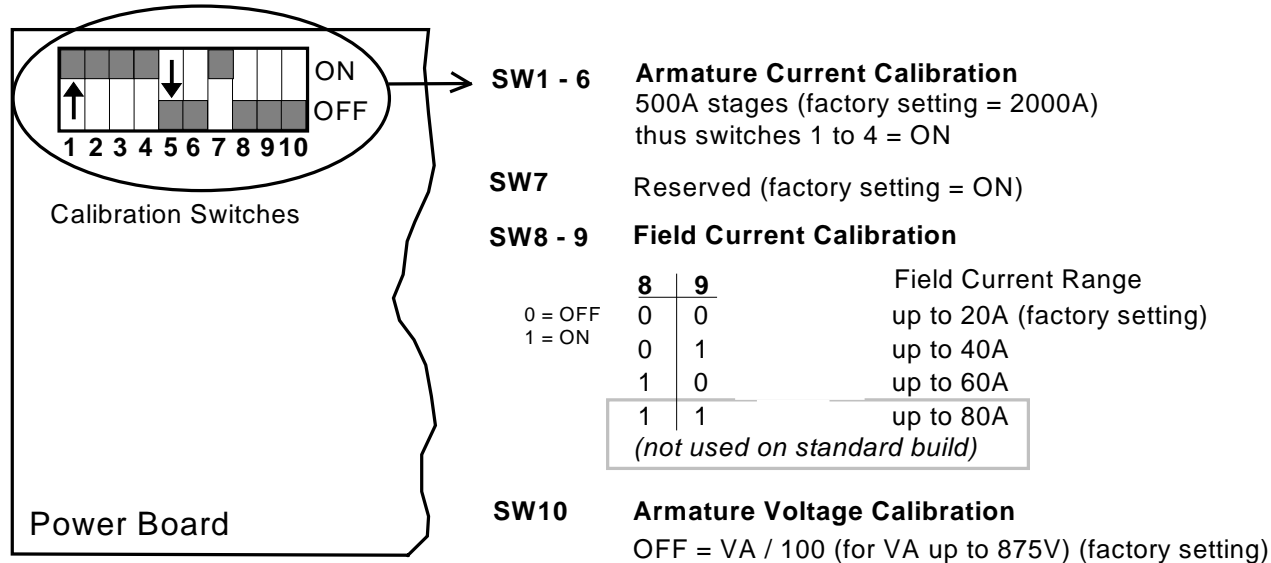 ON
OFF
1 2 3 4 5 6 7 8 9 10
Calibration Switches
Power Board
SW1 - 6 Armature Current Calibration
500A stages (factory setting = 2000A)
thus switches 1 to 4 = ON
SW7 Reserved (factory setting = ON)
SW8 - 9 Field Current Calibration
8 9 Field Current Range
0 = OFF 0 0 up to 20A (factory setting)
1 = ON
0 1 up to 40A
1 0 up to 60A
1 1 up to 80A
(not used on standard build)
SW10 Armature Voltage Calibration
OFF = VA / 100 (for VA up to 875V) (factory setting)